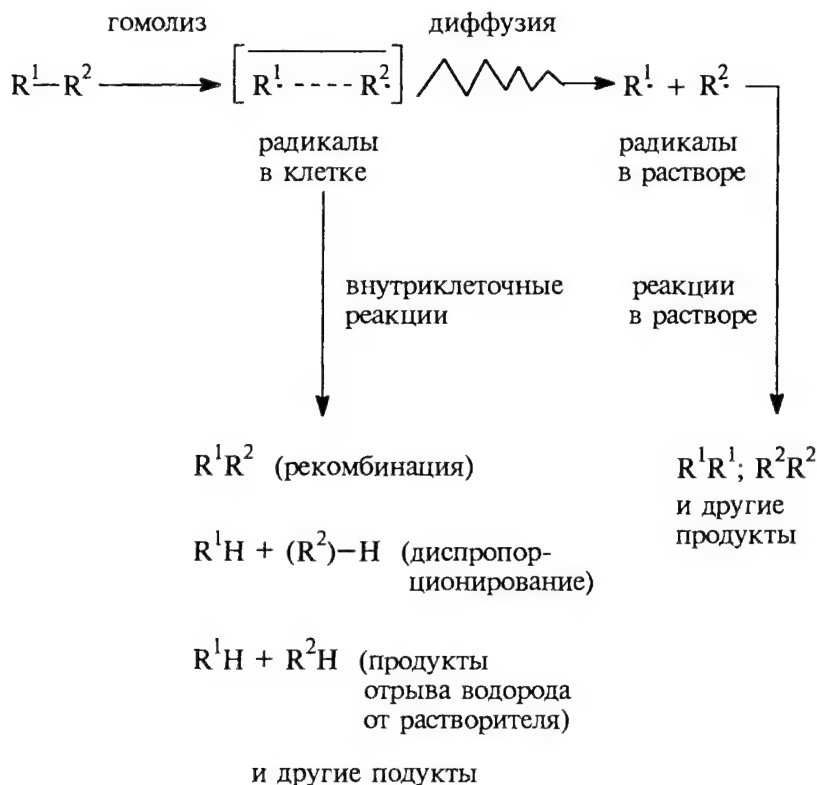 гомолиз диффузия
R¹—R² [R¹· ---- R²·] R¹· + R²·
радикалы радикалы
в клетке в растворе
внутриклеточные реакции
реакции в растворе
R¹R² (рекомбинация) R¹R¹; R²R²
и другие
продукты
R¹H + (R²)−H (диспропор-
ционирование)
R¹H + R²H (продукты
отрыва водорода
от растворителя)
и другие подукты